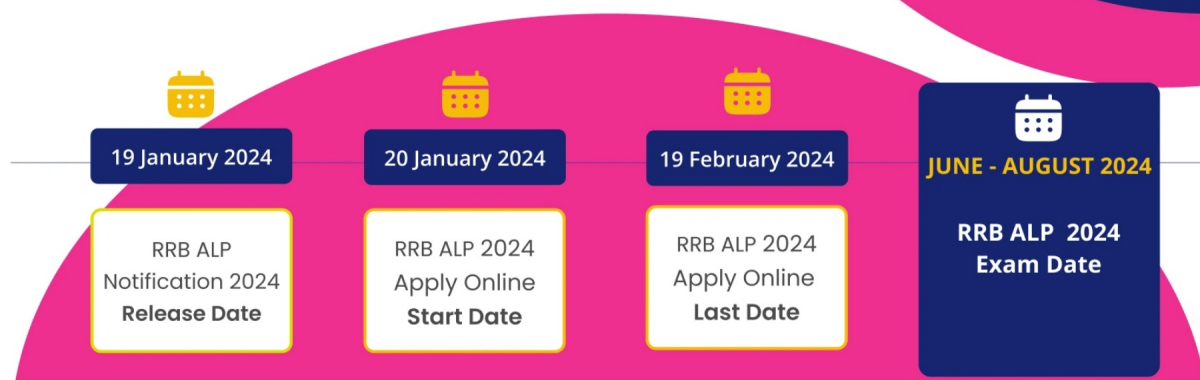 19 January 2024
RRB ALP
Notification 2024
Release Date
20 January 2024
RRB ALP 2024
Apply Online
Start Date
19 February 2024
RRB ALP 2024
Apply Online
Last Date
JUNE - AUGUST 2024
RRB ALP 2024
Exam Date